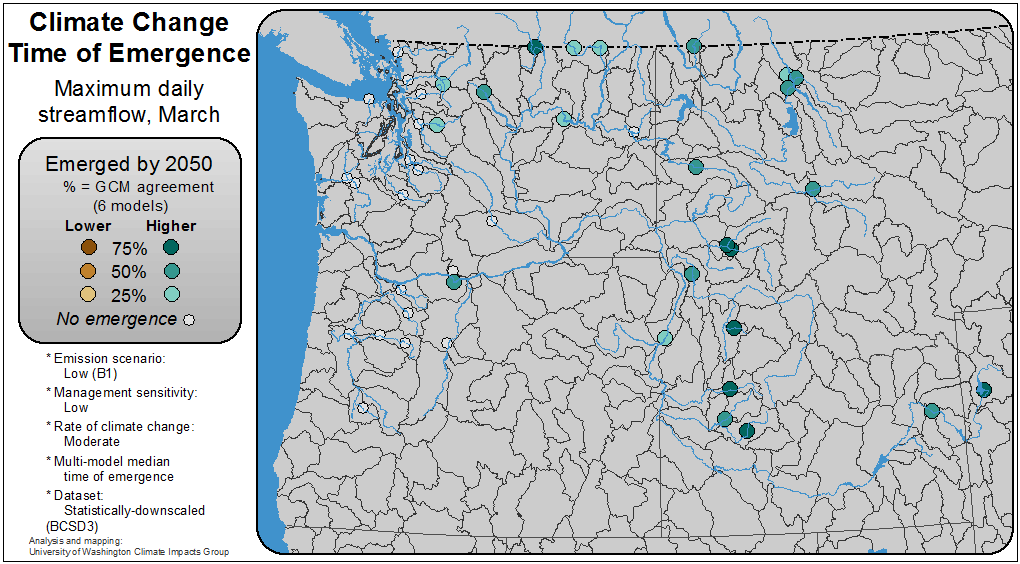 Climate Change
Time of Emergence
Maximum daily
streamflow, March
Emerged by 2050
% = GCM agreement
(6 models)
Lower Higher
75%
50%
25%
No emergence
* Emission scenario:
Low (B1)
* Management sensitivity:
Low
* Rate of climate change:
Moderate
* Multi-model median
time of emergence
* Dataset:
Statistically-downscaled
(BCSD3)
Analysis and mapping:
University of Washington Climate Impacts Group